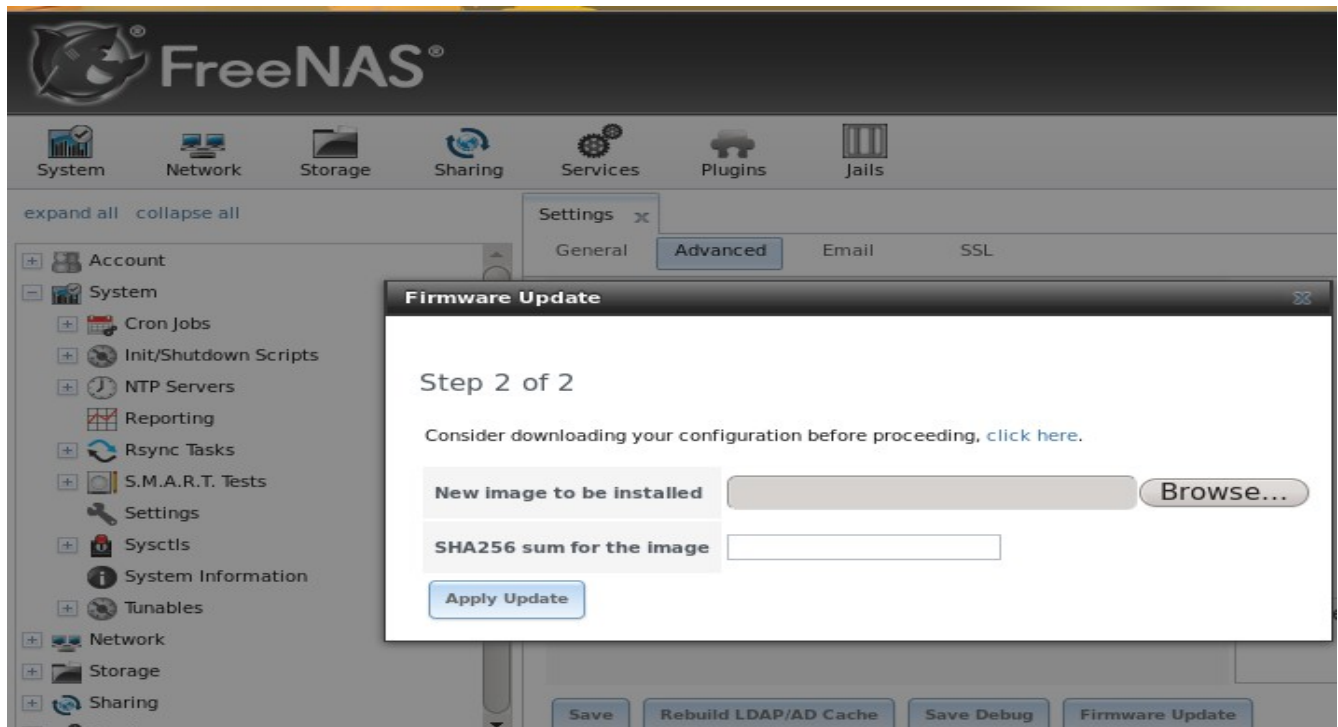 FreeNAS®
System Network Storage Sharing Services Plugins Jails
expand all collapse all
Account
System
Cron Jobs
Init/Shutdown Scripts
NTP Servers
Reporting
Rsync Tasks
S.M.A.R.T. Tests
Settings
Sysctls
System Information
Tunables
Network
Storage
Sharing
Settings
General Advanced Email SSL
Firmware Update
Step 2 of 2
Consider downloading your configuration before proceeding, click here.
New image to be installed Browse...
SHA256 sum for the image
Apply Update
Save Rebuild LDAP/AD Cache Save Debug Firmware Update